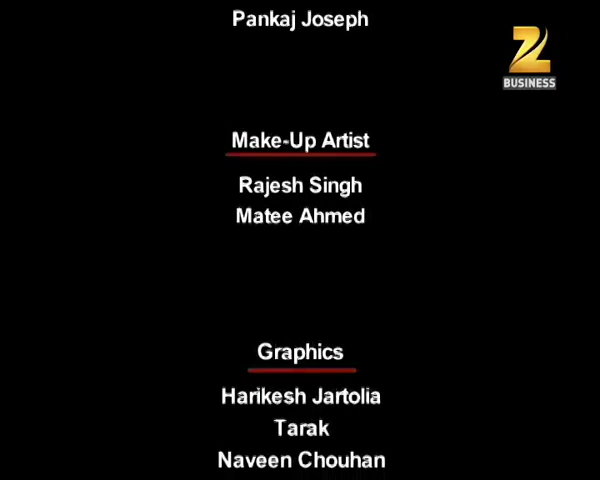 Pankaj Joseph
Z
BUSINESS
Make-Up Artist
Rajesh Singh
Matee Ahmed
Graphics
Harikesh Jartolia
Tarak
Naveen Chouhan